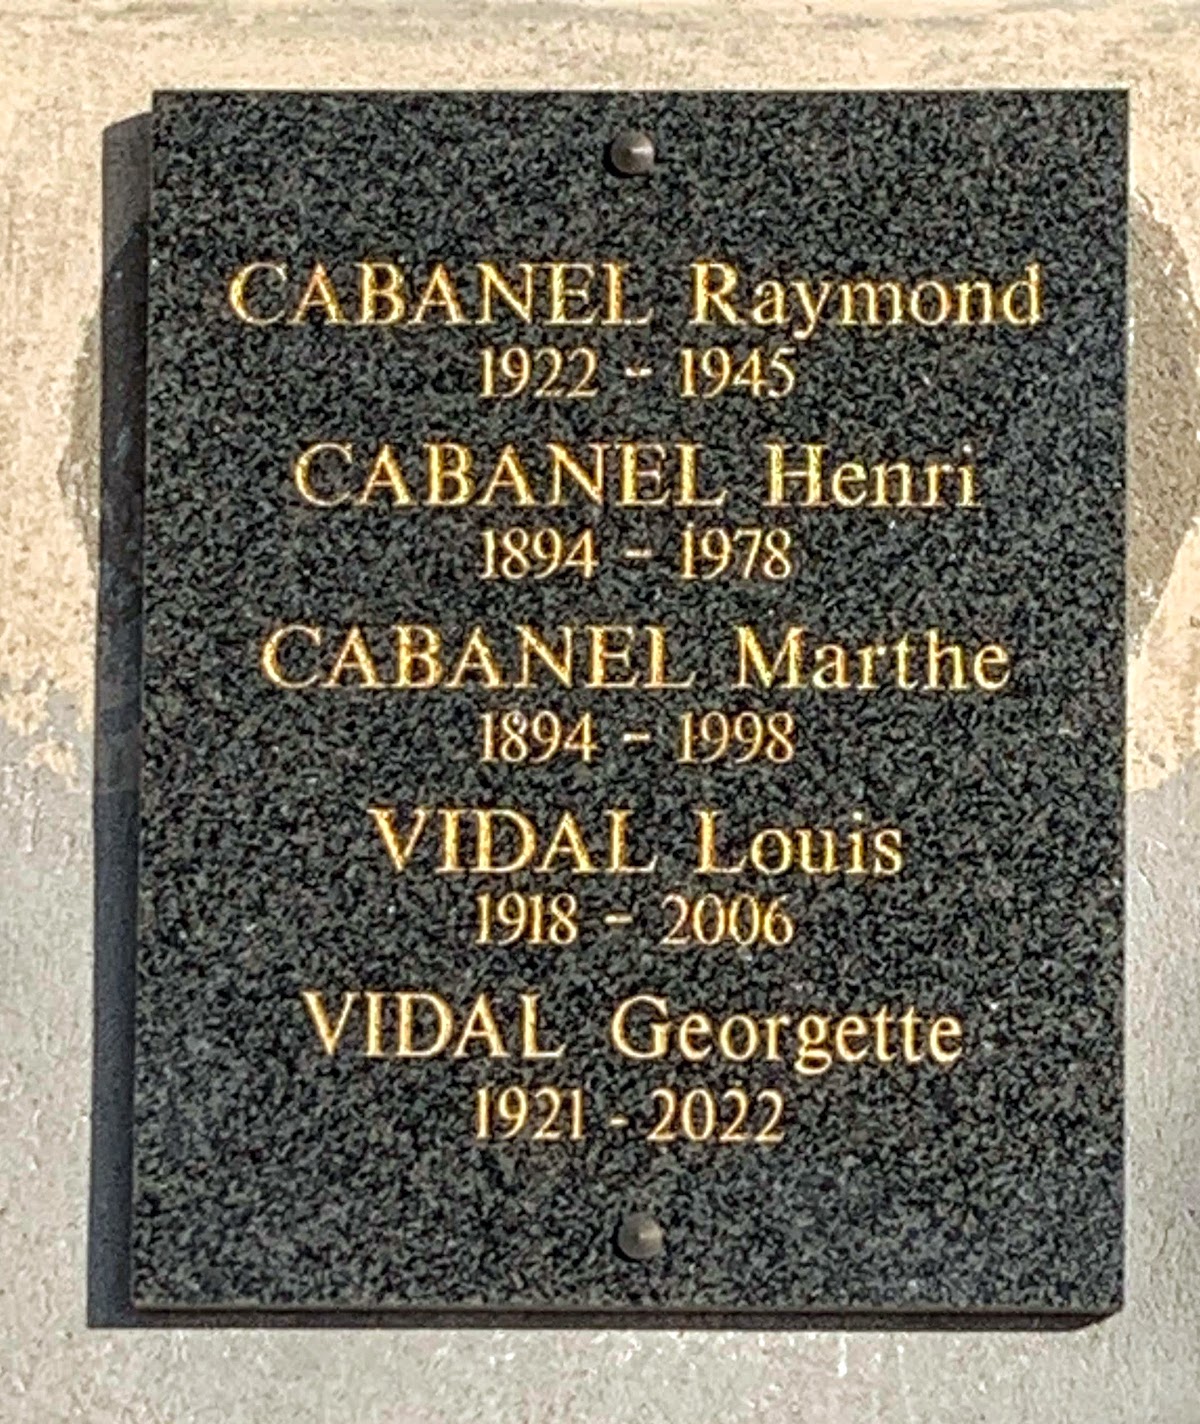 CABANEL Raymond
1922 - 1945
CABANEL Henri
1894 - 1978
CABANEL Marthe
1894 - 1998
VIDAL Louis
1918 - 2006
VIDAL Georgette
1921 - 2022